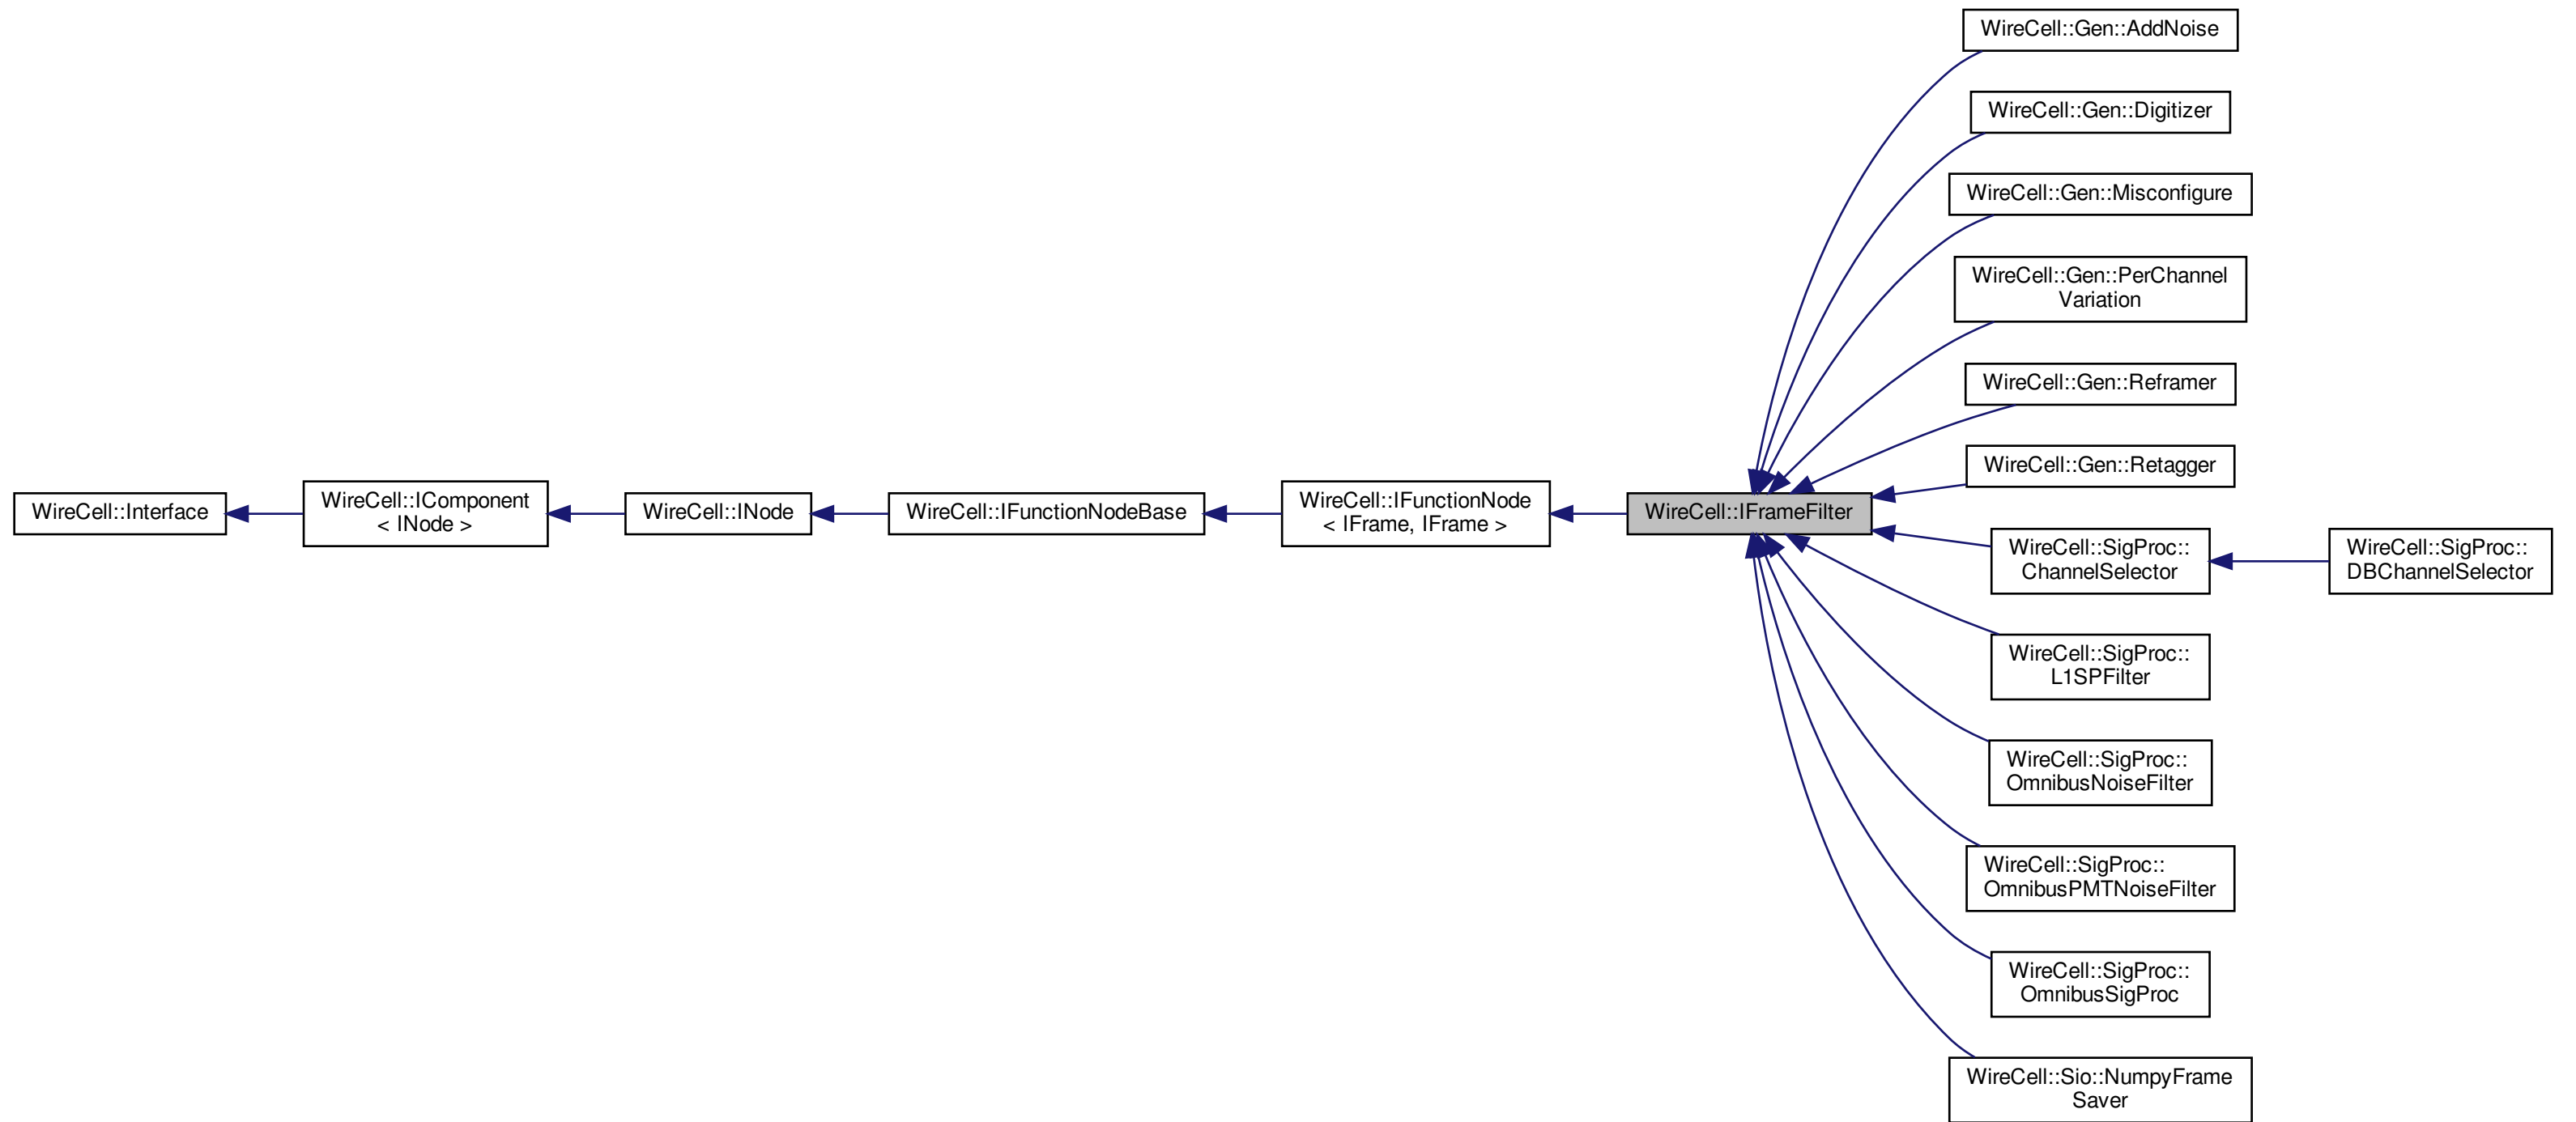 WireCell::Interface
WireCell::IComponent
< INode >
WireCell::INode
WireCell::IFunctionNodeBase
WireCell::IFunctionNode
< IFrame, IFrame >
WireCell::IFrameFilter
WireCell::Gen::AddNoise
WireCell::Gen::Digitizer
WireCell::Gen::Misconfigure
WireCell::Gen::PerChannel
Variation
WireCell::Gen::Reframer
WireCell::Gen::Retagger
WireCell::SigProc::
ChannelSelector
WireCell::SigProc::
DBChannelSelector
WireCell::SigProc::
L1SPFilter
WireCell::SigProc::
OmnibusNoiseFilter
WireCell::SigProc::
OmnibusPMTNoiseFilter
WireCell::SigProc::
OmnibusSigProc
WireCell::Sio::NumpyFrame
Saver